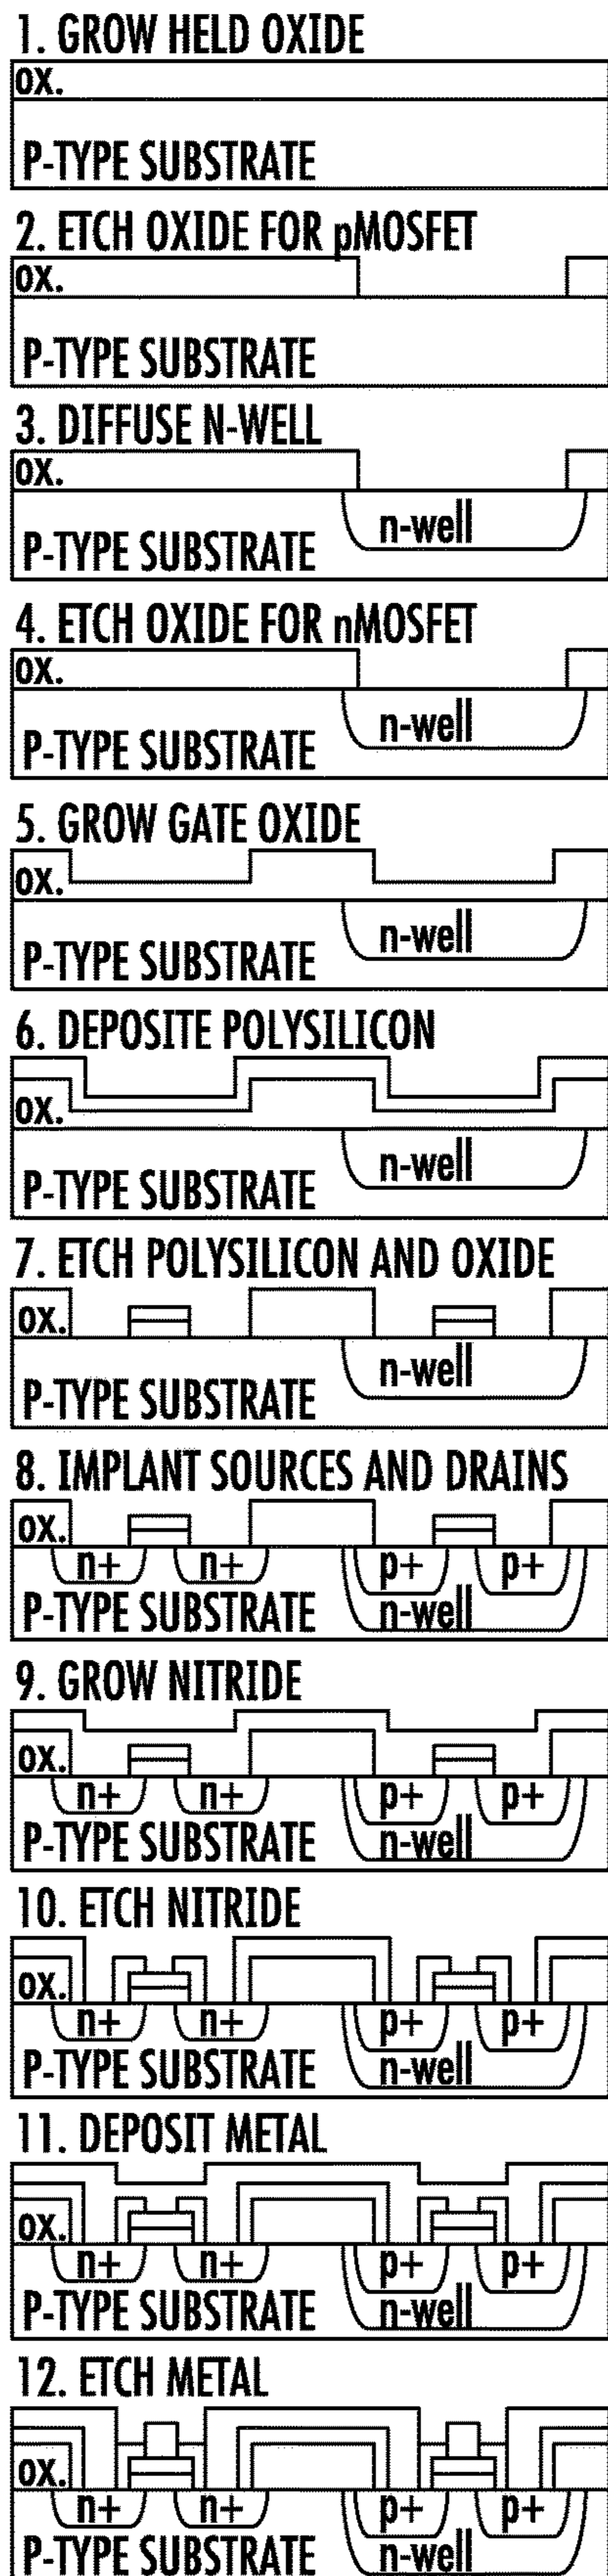 1. GROW HELD OXIDE
OX.
P-TYPE SUBSTRATE
2. ETCH OXIDE FOR pMOSFET
OX.
P-TYPE SUBSTRATE
3. DIFFUSE N-WELL
OX.
n-well
P-TYPE SUBSTRATE
4. ETCH OXIDE FOR nMOSFET
OX.
n-well
P-TYPE SUBSTRATE
5. GROW GATE OXIDE
OX.
n-well
P-TYPE SUBSTRATE
6. DEPOSITE POLYSILICON
OX.
n-well
P-TYPE SUBSTRATE
7. ETCH POLYSILICON AND OXIDE
OX.
n-well
P-TYPE SUBSTRATE
8. IMPLANT SOURCES AND DRAINS
OX.
n+ n+ p+ p+
P-TYPE SUBSTRATE n-well
9. GROW NITRIDE
OX.
n+ n+ p+ p+
P-TYPE SUBSTRATE n-well
10. ETCH NITRIDE
OX.
n+ n+ p+ p+
P-TYPE SUBSTRATE n-well
11. DEPOSIT METAL
OX.
n+ n+ p+ p+
P-TYPE SUBSTRATE n-well
12. ETCH METAL
OX.
n+ n+ p+ p+
P-TYPE SUBSTRATE n-well